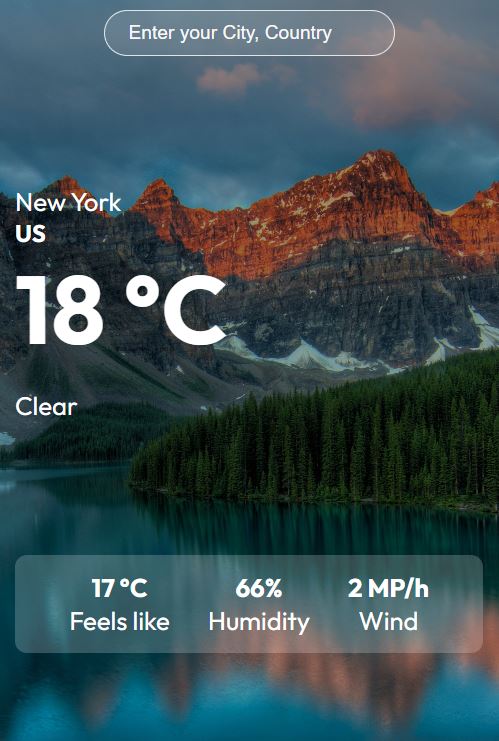 Enter your City, Country
New York
US
18 °C
Clear
17 °C 66% 2 MP/h
Feels like Humidity Wind